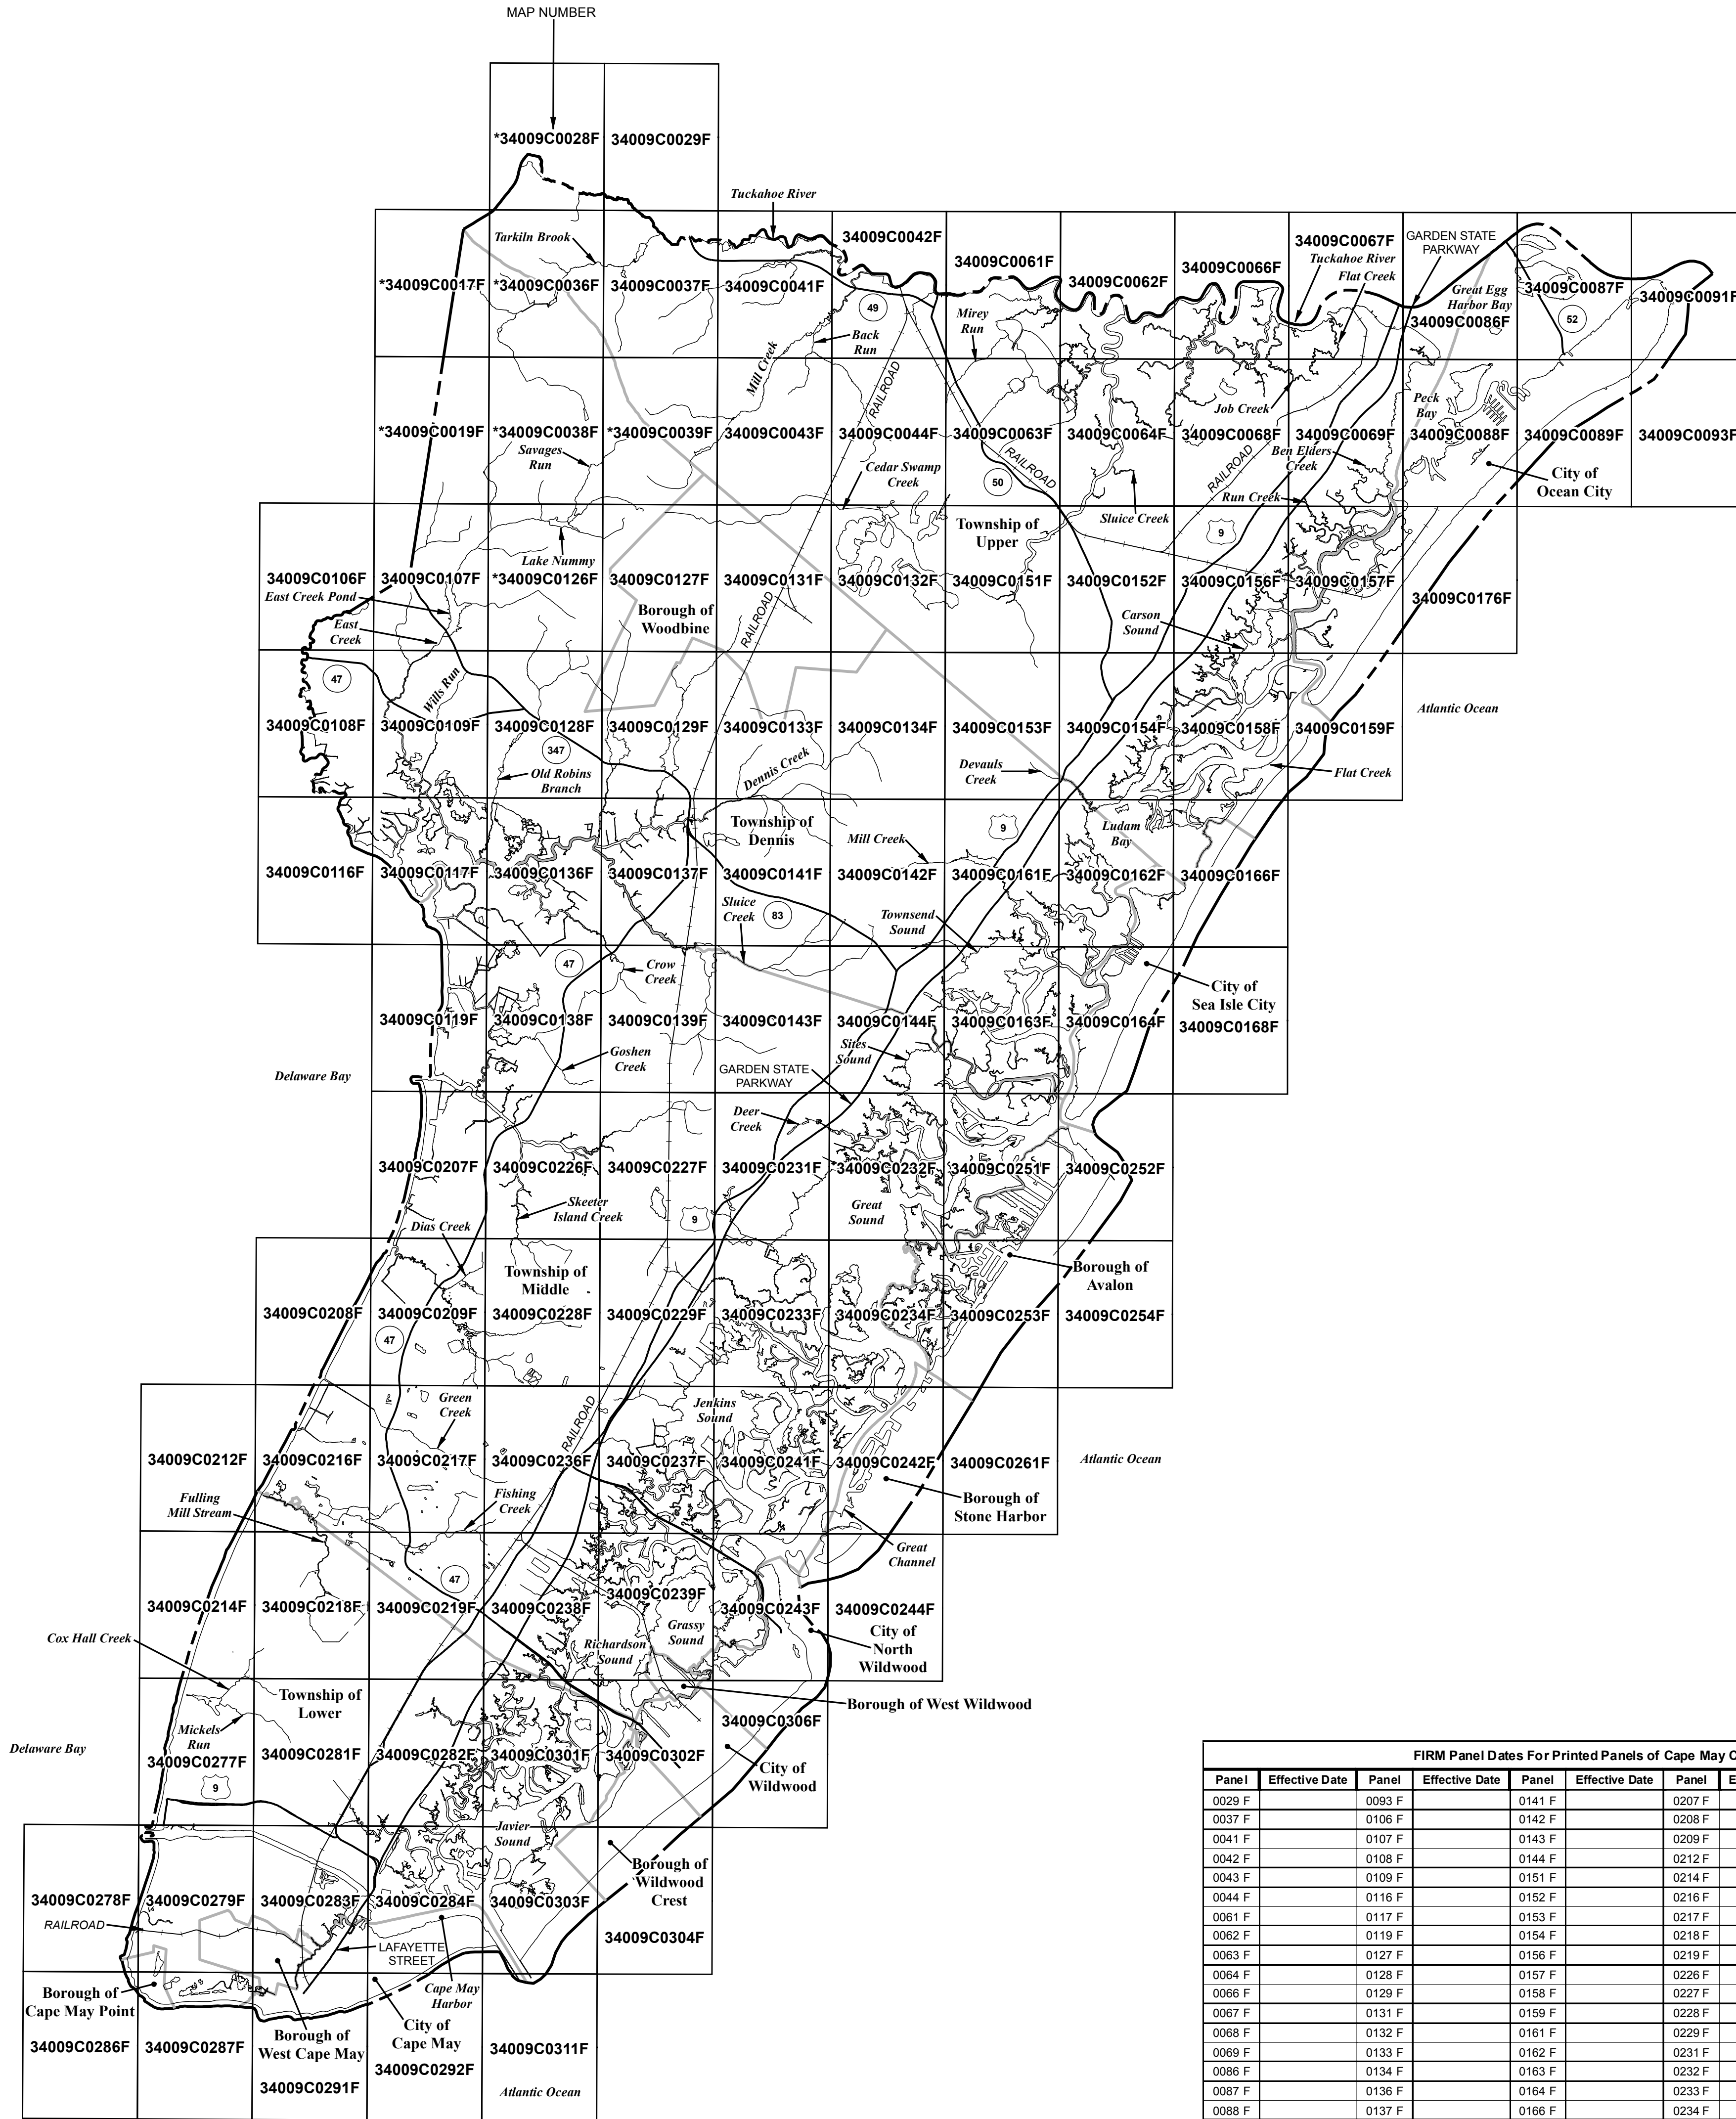 MAP NUMBER
*34009C0028F 34009C0029F
Tuckahoe River
Tarkiln Brook
34009C0042F
34009C0061F
34009C0062F
34009C0066F
34009C0067F
Tuckahoe River
Flat Creek
GARDEN STATE
PARKWAY
Great Egg
Harbor Bay
34009C0086F
34009C0087F
34009C0091F
52
*34009C0017F *34009C0036F 34009C0037F 34009C0041F
49
Back
Run
Mirey
Run
Mill Creek
RAILROAD
Job Creek
Peck
Bay
*34009C0019F *34009C0038F *34009C0039F 34009C0043F 34009C0044F 34009C0063F 34009C0064F 34009C0068F 34009C0069F 34009C0088F 34009C0089F 34009C0093F
Savages
Run
Cedar Swamp
Creek
RAILROAD
50
RAILROAD
Ben Elders
Creek
City of
Ocean City
Run Creek
Sluice Creek
9
Township of
Upper
Lake Nummy
34009C0106F 34009C0107F *34009C0126F 34009C0127F 34009C0131F 34009C0132F 34009C0151F 34009C0152F 34009C0156F 34009C0157F
34009C0176F
East Creek Pond
East
Creek
Borough of
Woodbine
RAILROAD
Carson
Sound
47
Wills Run
34009C0108F 34009C0109F 34009C0128F 34009C0129F 34009C0133F 34009C0134F 34009C0153F 34009C0154F 34009C0158F 34009C0159F
Atlantic Ocean
347
Old Robins
Branch
Dennis Creek
Devauls
Creek
Flat Creek
Township of
Dennis
Mill Creek
9
Ludam
Bay
34009C0116F 34009C0117F 34009C0136F 34009C0137F 34009C0141F 34009C0142F 34009C0161F 34009C0162F 34009C0166F
Sluice
Creek
83
Townsend
Sound
47
Crow
Creek
City of
Sea Isle City
34009C0119F 34009C0138F 34009C0139F 34009C0143F 34009C0144F 34009C0163F 34009C0164F 34009C0168F
Goshen
Creek
Sites
Sound
GARDEN STATE
PARKWAY
Delaware Bay
Deer
Creek
34009C0207F 34009C0226F 34009C0227F 34009C0231F 34009C0232F 34009C0251F 34009C0252F
Skeeter
Island Creek
Great
Sound
9
Dias Creek
Township of
Middle
Borough of
Avalon
34009C0208F 34009C0209F 34009C0228F 34009C0229F 34009C0233F 34009C0234F 34009C0253F 34009C0254F
47
Green
Creek
RAILROAD
Jenkins
Sound
34009C0212F 34009C0216F 34009C0217F 34009C0236F 34009C0237F 34009C0241F 34009C0242F 34009C0261F
Atlantic Ocean
Fulling
Mill Stream
Fishing
Creek
Borough of
Stone Harbor
Great
Channel
47
34009C0214F 34009C0218F 34009C0219F 34009C0238F 34009C0239F 34009C0243F 34009C0244F
Cox Hall Creek
Richardson
Sound
Grassy
Sound
City of
North
Wildwood
Township of
Lower
Borough of West Wildwood
Mickels
Run
34009C0306F
Delaware Bay
34009C0277F 34009C0281F 34009C0282F 34009C0301F 34009C0302F
9
City of
Wildwood
Javier
Sound
Borough of
Wildwood
Crest
34009C0278F 34009C0279F 34009C0283F 34009C0284F 34009C0303F
RAILROAD
34009C0304F
LAFAYETTE
STREET
Borough of
Cape May Point
Cape May
Harbor
City of
Cape May
Borough of
West Cape May
34009C0286F 34009C0287F
34009C0311F
34009C0292F
34009C0291F
Atlantic Ocean
FIRM Panel Dates For Printed Panels of Cape May C
Panel Effective Date Panel Effective Date Panel Effective Date Panel E
0029 F 0093 F 0141 F 0207 F
0037 F 0106 F 0142 F 0208 F
0041 F 0107 F 0143 F 0209 F
0042 F 0108 F 0144 F 0212 F
0043 F 0109 F 0151 F 0214 F
0044 F 0116 F 0152 F 0216 F
0061 F 0117 F 0153 F 0217 F
0062 F 0119 F 0154 F 0218 F
0063 F 0127 F 0156 F 0219 F
0064 F 0128 F 0157 F 0226 F
0066 F 0129 F 0158 F 0227 F
0067 F 0131 F 0159 F 0228 F
0068 F 0132 F 0161 F 0229 F
0069 F 0133 F 0162 F 0231 F
0086 F 0134 F 0163 F 0232 F
0087 F 0136 F 0164 F 0233 F
0088 F 0137 F 0166 F 0234 F